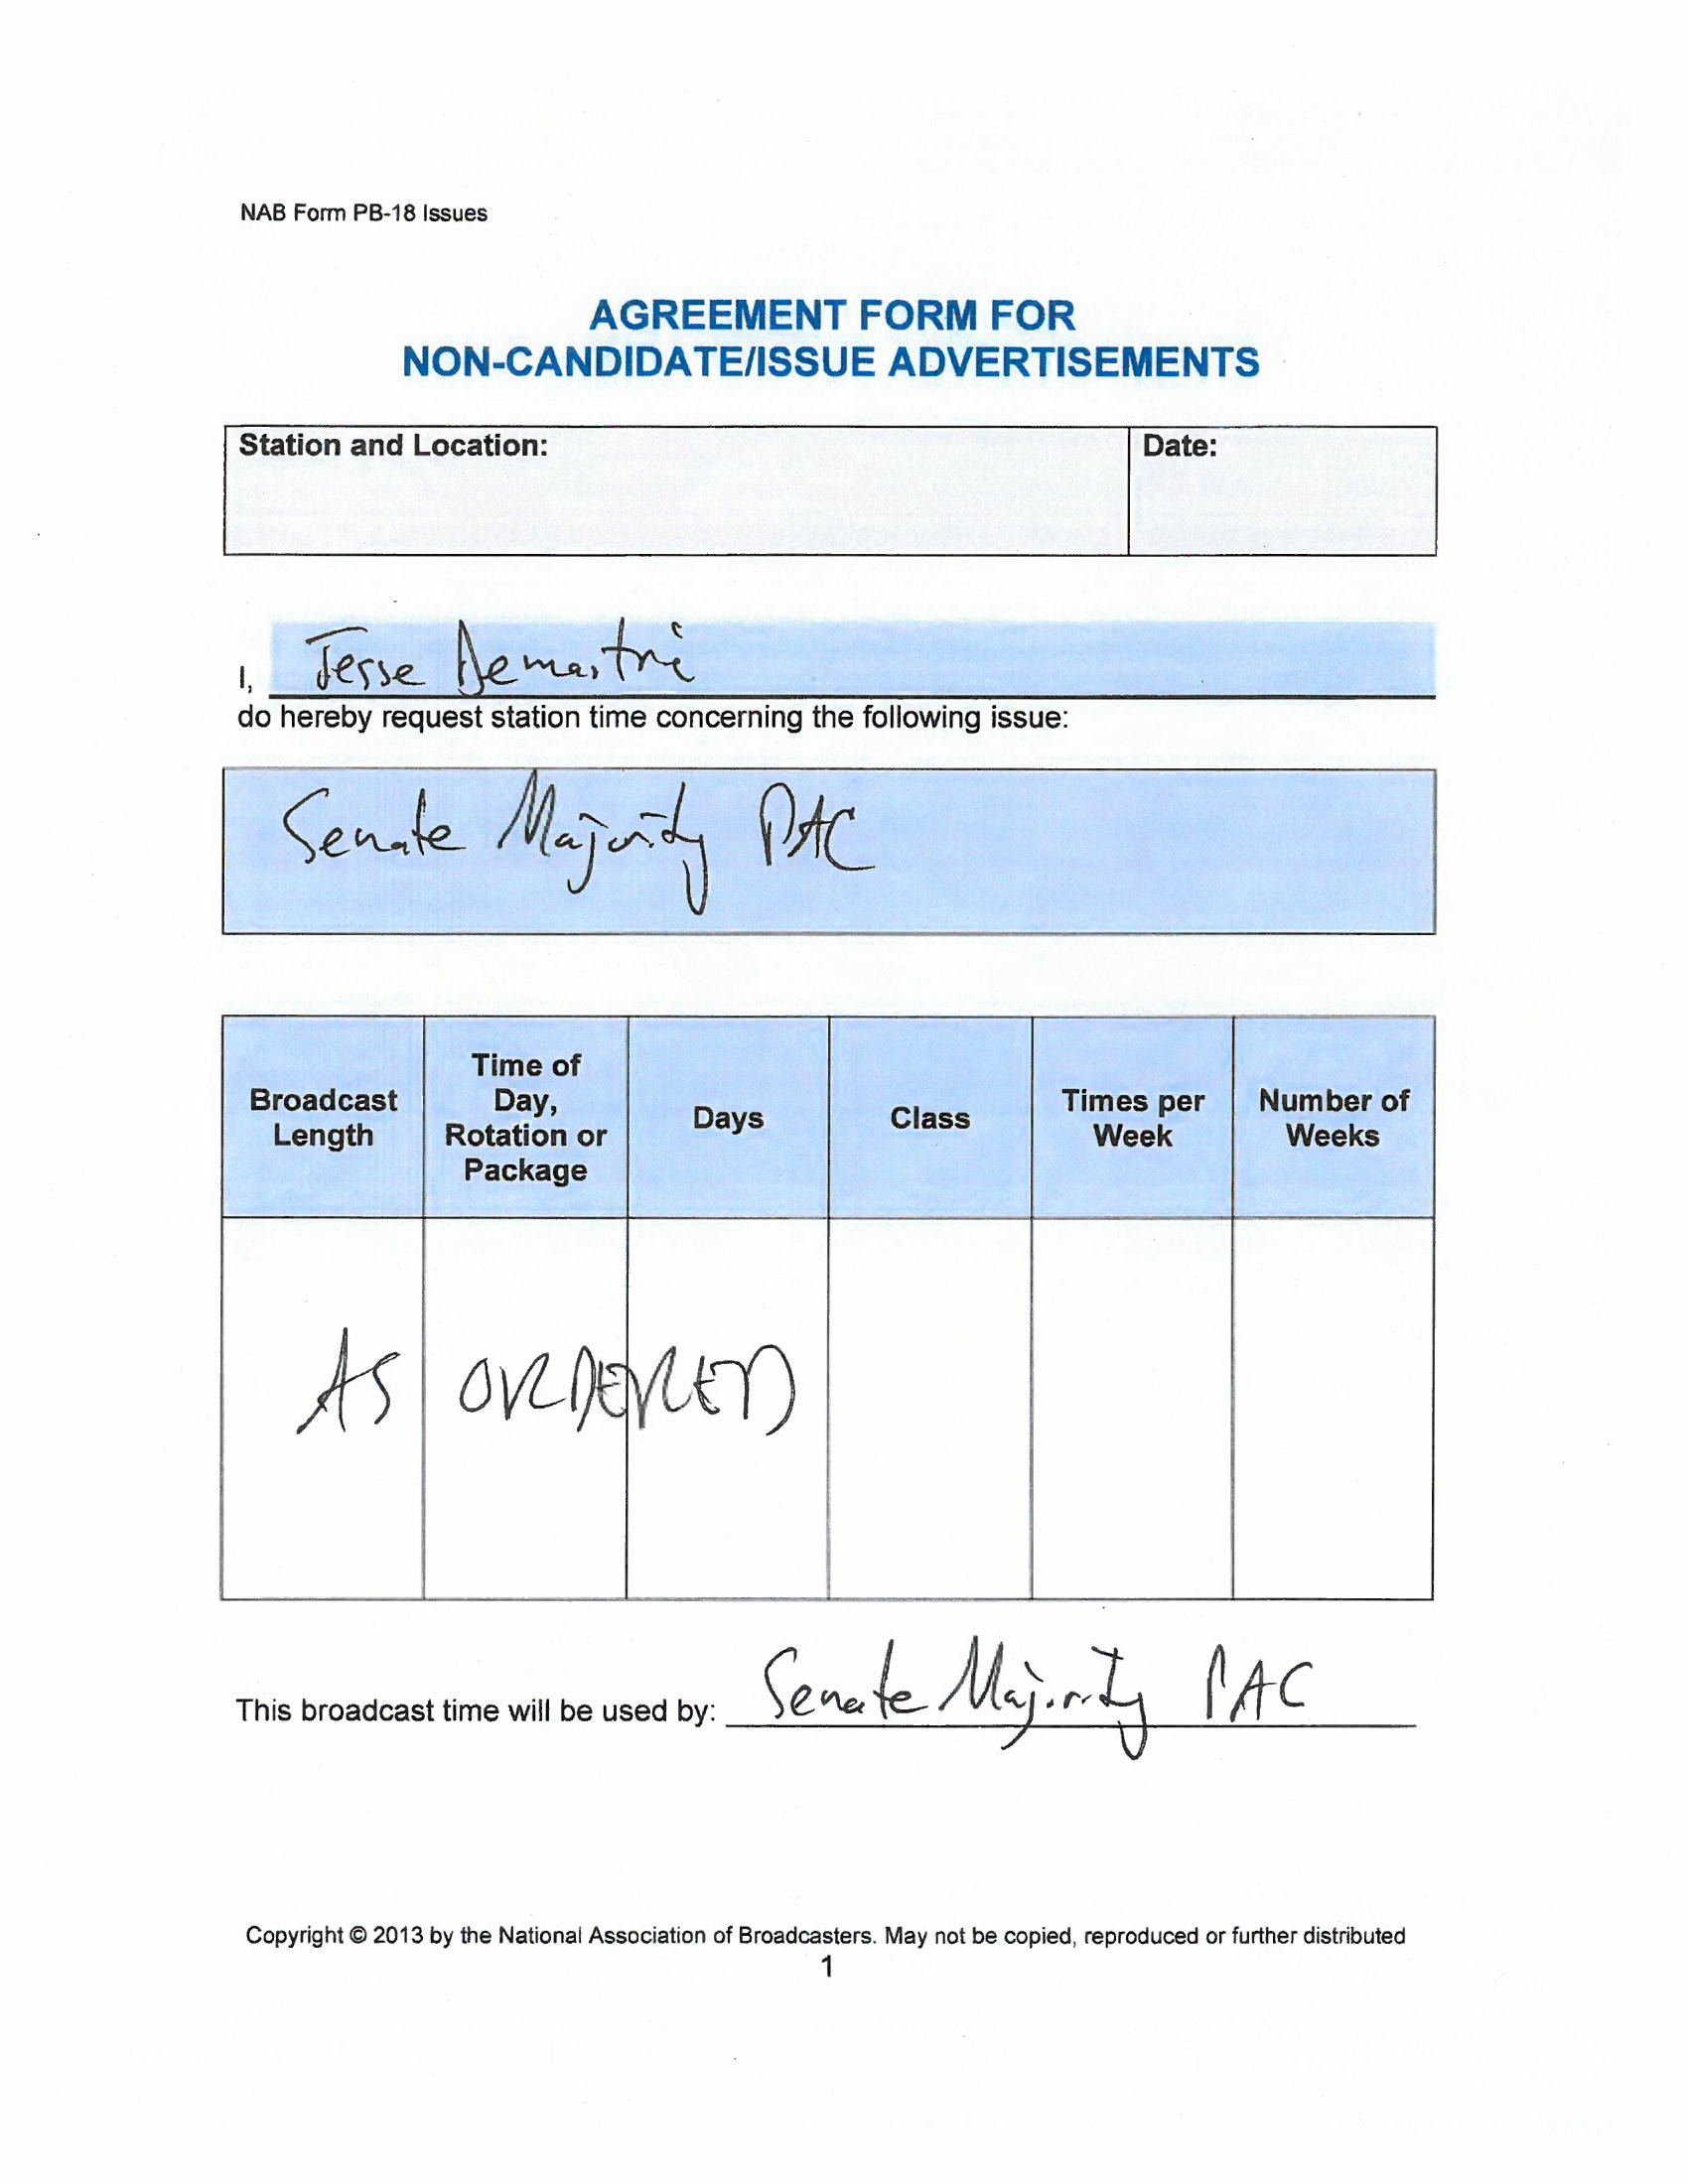 NAB Form PB-18 Issues
AGREEMENT FORM FOR
NON-CANDIDATE/ISSUE ADVERTISEMENTS
Station and Location: Date:
I, Jesse Demastri
do hereby request station time concerning the following issue:
Senate Majority PAC
Broadcast Length
Time of Day, Rotation or Package
Days
Class
Times per Week
Number of Weeks
AS ORDERED
This broadcast time will be used by: Senate Majority PAC
Copyright © 2013 by the National Association of Broadcasters. May not be copied, reproduced or further distributed
1